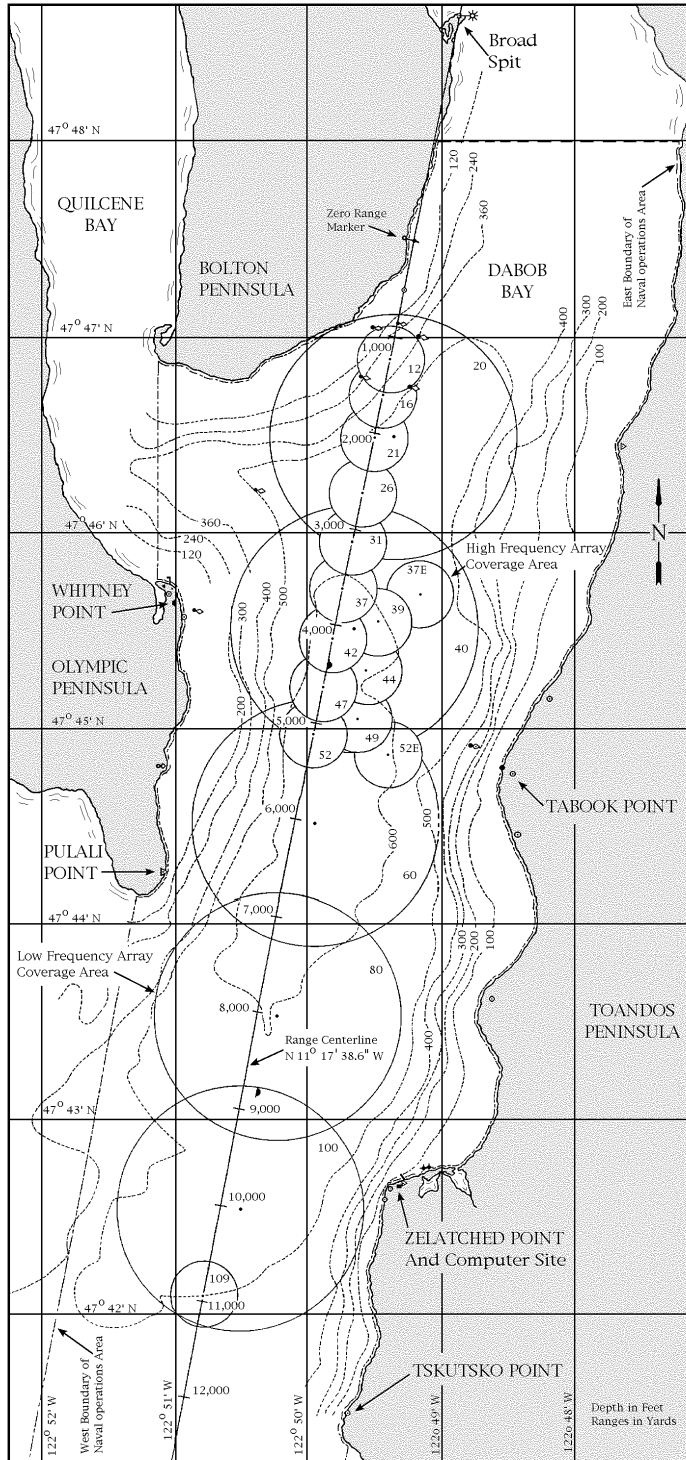 Broad
Spit
47° 48' N
120
240
360
QUILCENE
BAY
Zero Range
Marker
East Boundary of
Naval operations Area
BOLTON
PENINSULA
DABOB
BAY
400
300
200
100
47° 47' N
1,000
12
20
16
2,000
21
26
47° 46' N
3,000
31
N
360
240
120
High Frequency Array
Coverage Area
37E
WHITNEY
POINT
300
400
500
37
39
4,000
42
40
OLYMPIC
PENINSULA
44
200
100
47
47° 45' N
5,000
49
52
52E
TABOOK POINT
6,000
500
600
60
PULALI
POINT
47° 44' N
7,000
300
200
100
Low Frequency Array
Coverage Area
80
8,000
TOANDOS
PENINSULA
Range Centerline
N 11° 17' 38.6" W
400
47° 43' N
9,000
100
10,000
ZELATCHED POINT
And Computer Site
109
47° 42' N
11,000
TSKUTSKO POINT
12,000
West Boundary of
Naval operations Area
Depth in Feet
Ranges in Yards
122° 52' W
122° 51' W
122° 50' W
122o 49' W
122o 48' W